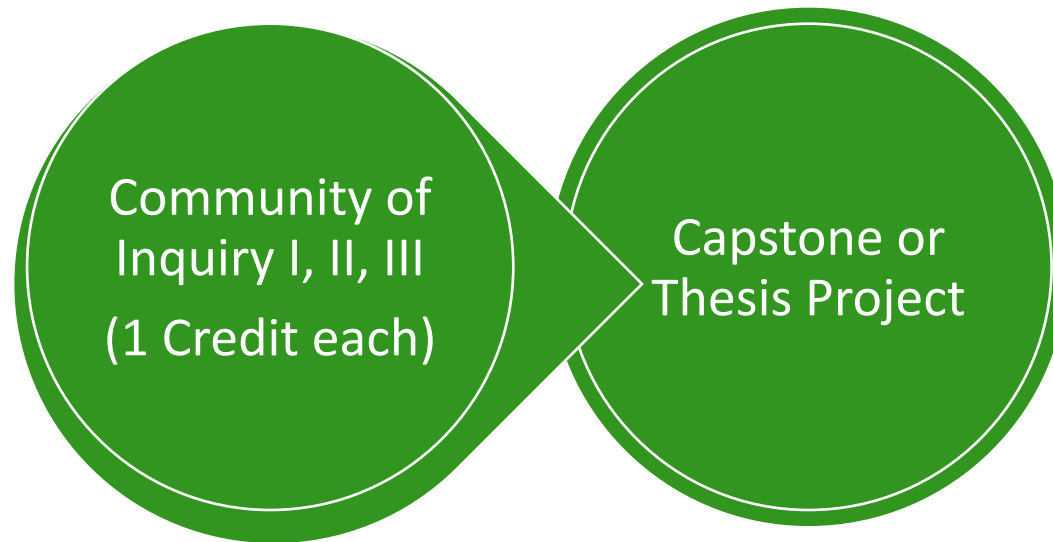 Community of
Inquiry I, II, III
(1 Credit each)
Capstone or
Thesis Project